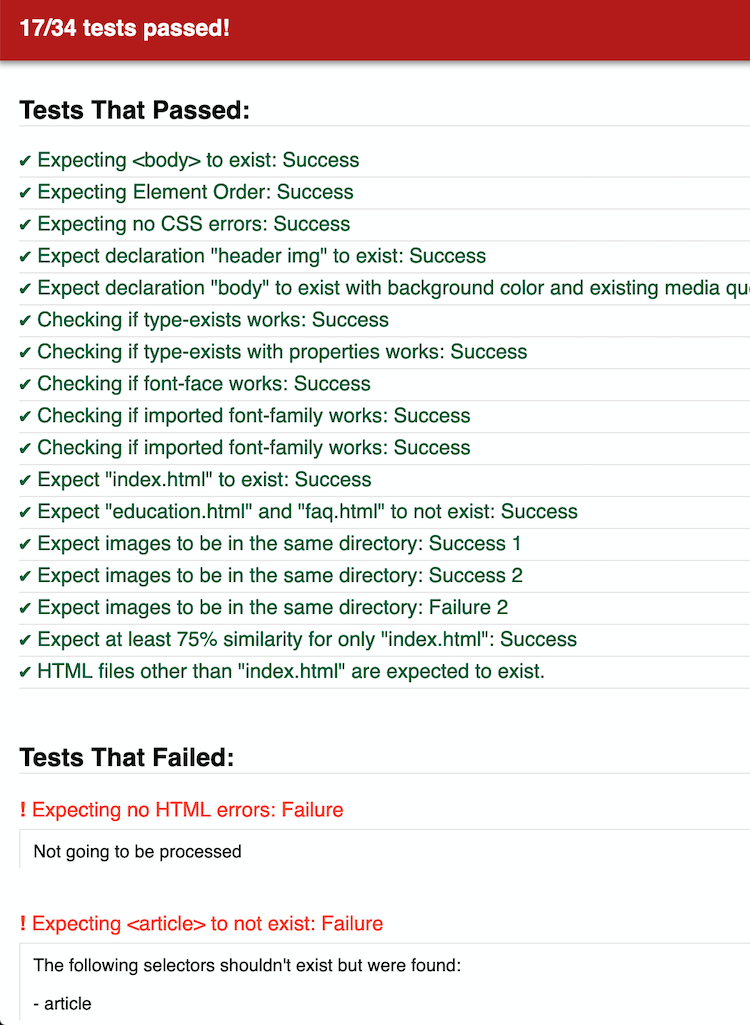 17/34 tests passed!
Tests That Passed:
✔ Expecting <body> to exist: Success
✔ Expecting Element Order: Success
✔ Expecting no CSS errors: Success
✔ Expect declaration "header img" to exist: Success
✔ Expect declaration "body" to exist with background color and existing media qu
✔ Checking if type-exists works: Success
✔ Checking if type-exists with properties works: Success
✔ Checking if font-face works: Success
✔ Checking if imported font-family works: Success
✔ Checking if imported font-family works: Success
✔ Expect "index.html" to exist: Success
✔ Expect "education.html" and "faq.html" to not exist: Success
✔ Expect images to be in the same directory: Success 1
✔ Expect images to be in the same directory: Success 2
✔ Expect images to be in the same directory: Failure 2
✔ Expect at least 75% similarity for only "index.html": Success
✔ HTML files other than "index.html" are expected to exist.
Tests That Failed:
! Expecting no HTML errors: Failure
Not going to be processed
! Expecting <article> to not exist: Failure
The following selectors shouldn't exist but were found:
- article